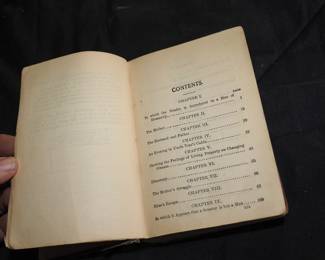 CONTENTS.
CHAPTER I.
PAGE
In which the Reader is Introduced to a Man of
Humanity
CHAPTER II.
The Mother
CHAPTER III.
The Husband and Father
CHAPTER IV.
An Evening in Uncle Tom's Cabin
CHAPTER V.
Showing the Feelings of Living Property on Changing
Owners
CHAPTER VI.
Discovery
CHAPTER VII.
The Mother's Struggle
CHAPTER VIII.
Eliza's Escape
CHAPTER IX.
In which it Appears that a Senator is but a Man